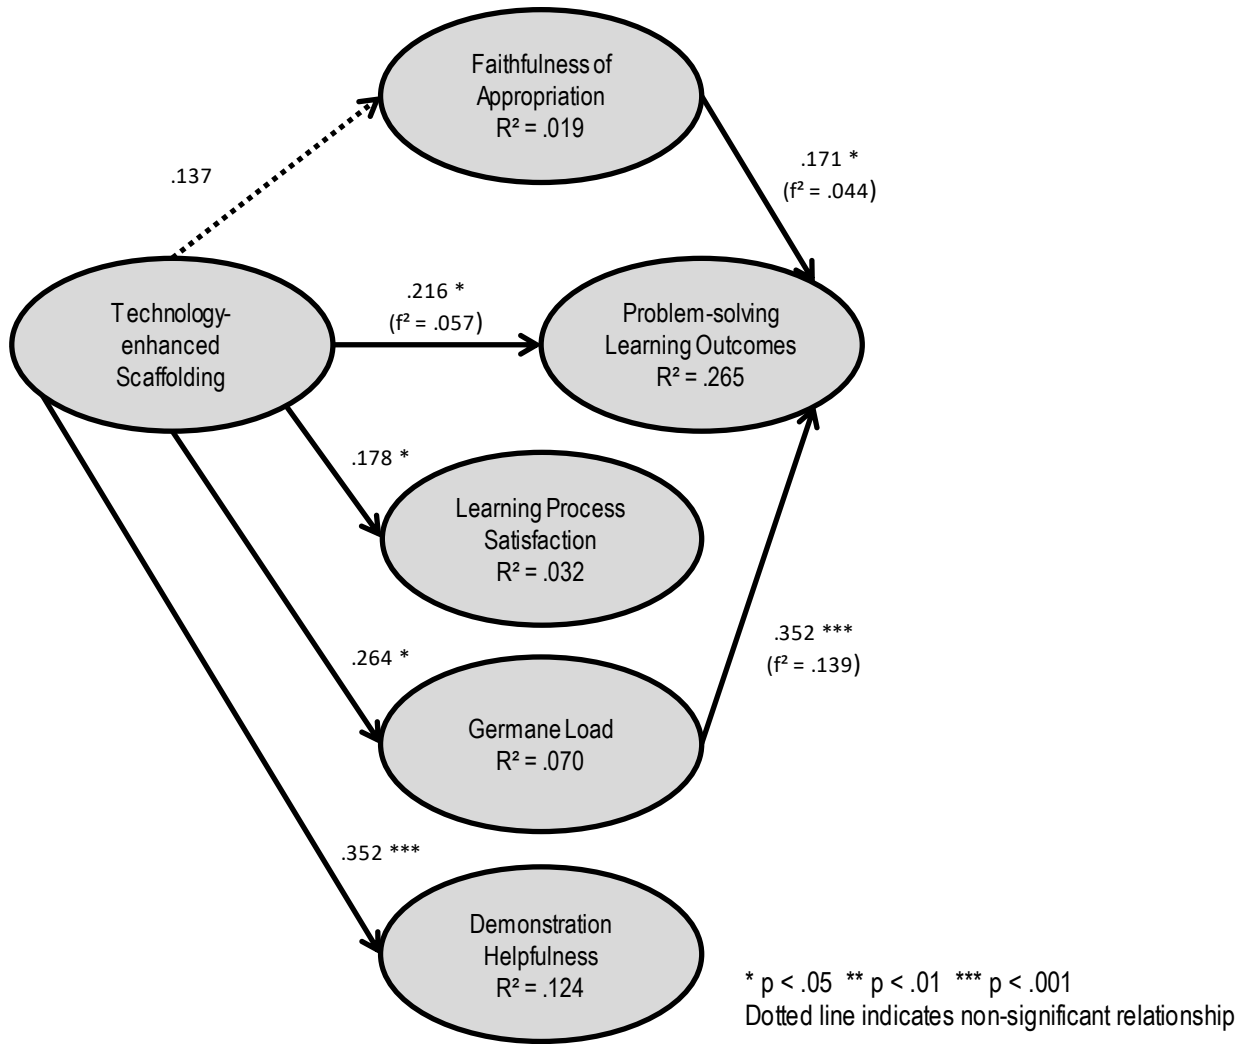 Faithfulness of
Appropriation
R² = .019
.137
.171 *
(f² = .044)
Technology-
enhanced
Scaffolding
.216 *
(f² = .057)
Problem-solving
Learning Outcomes
R² = .265
.178 *
Learning Process
Satisfaction
R² = .032
.264 *
.352 ***
(f² = .139)
Germane Load
R² = .070
.352 ***
Demonstration
Helpfulness
R² = .124
* p < .05 ** p < .01 *** p < .001
Dotted line indicates non-significant relationship